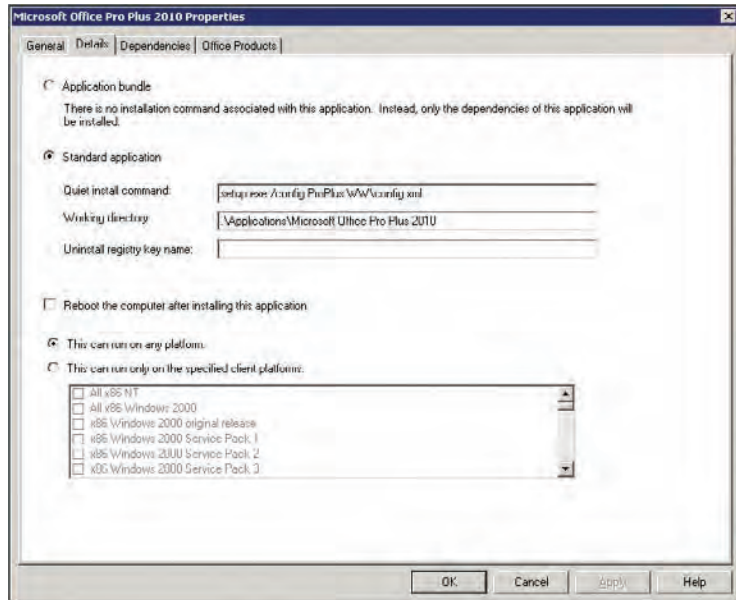 Microsoft Office Pro Plus 2010 Properties
General Details Dependencies Office Products
Application bundle
There is no installation command associated with this application. Instead, only the dependencies of this application will
be installed.
Standard application
Quiet install command: setup.exe /config ProPlus.WW\config.xml
Working directory: .\Applications\Microsoft Office Pro Plus 2010
Uninstall registry key name:
Reboot the computer after installing this application.
This can run on any platform.
This can run only on the specified client platforms:
All x86 NT
All x86 Windows 2000
x86 Windows 2000 original release
x86 Windows 2000 Service Pack 1
x86 Windows 2000 Service Pack 2
x86 Windows 2000 Service Pack 3
OK Cancel Apply Help